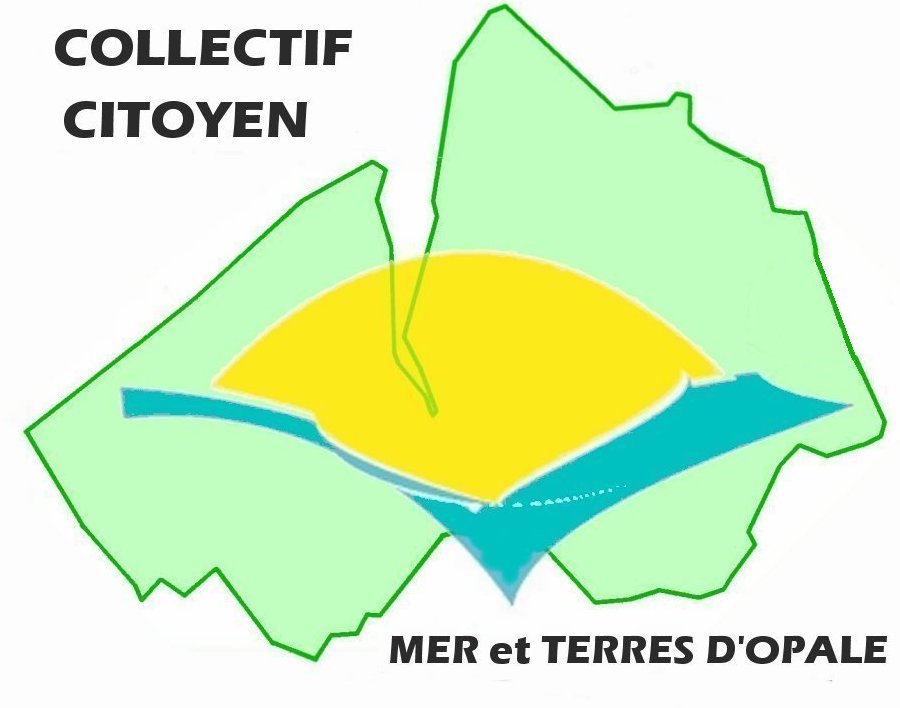 COLLECTIF
CITOYEN
MER et TERRES D'OPALE